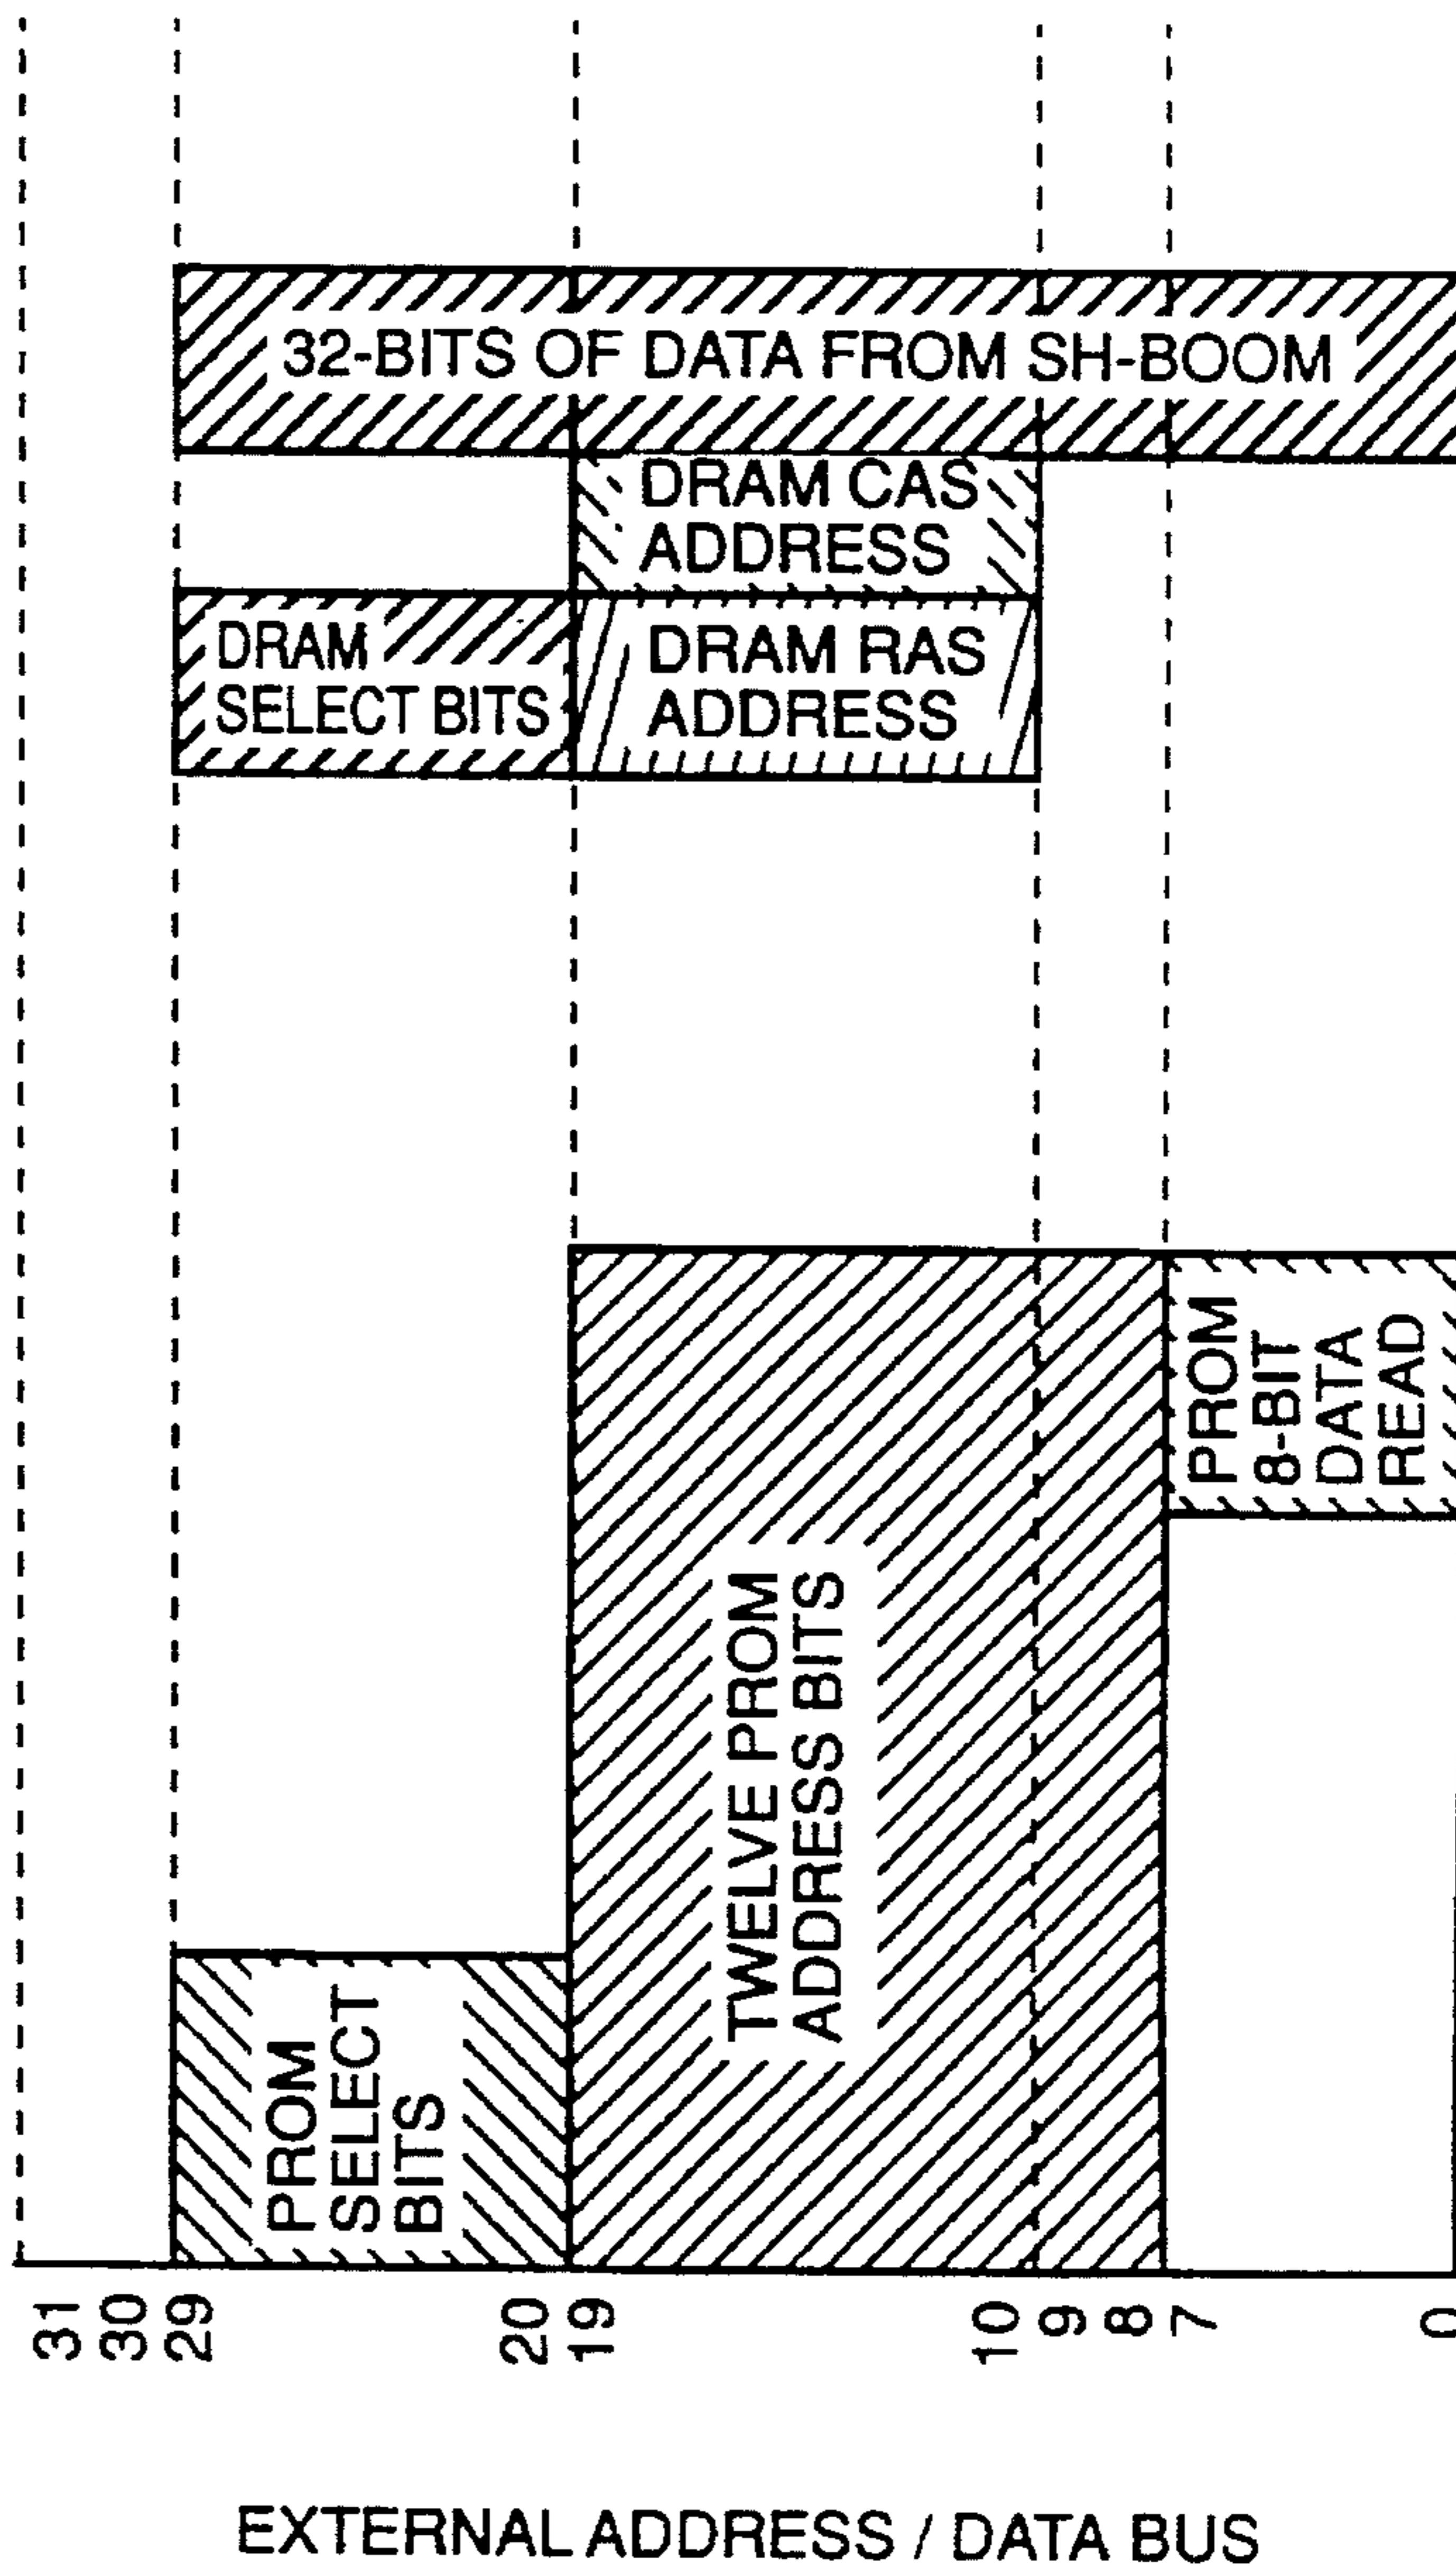 32-BITS OF DATA FROM SH-BOOM
DRAM CAS
ADDRESS
DRAM
SELECT BITS
DRAM RAS
ADDRESS
PROM
8-BIT
DATA
READ
TWELVE PROM
ADDRESS BITS
PROM
SELECT
BITS
31
30
29
20
19
10
9
8
7
0
EXTERNAL ADDRESS / DATA BUS